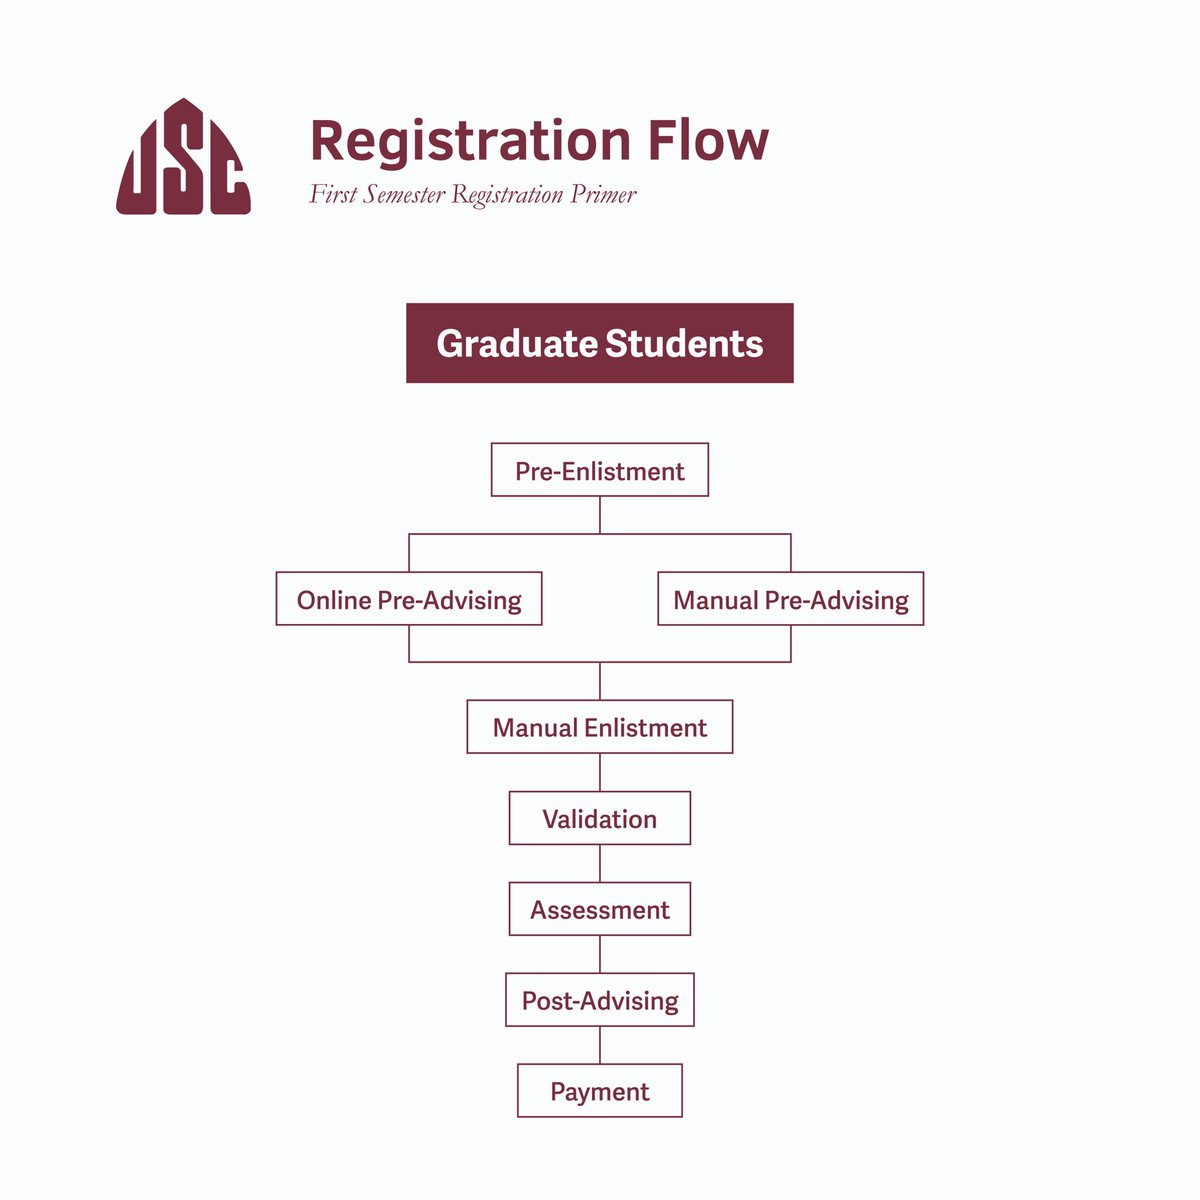 USC
Registration Flow
First Semester Registration Primer
Graduate Students
Pre-Enlistment
Online Pre-Advising
Manual Pre-Advising
Manual Enlistment
Validation
Assessment
Post-Advising
Payment